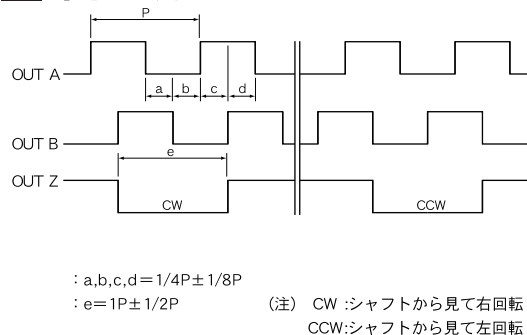 P
OUT A
a b c d
OUT B
e
OUT Z
CW CCW
：a,b,c,d＝1/4P±1/8P
：e＝1P±1/2P
（注） CW :シャフトから見て右回転
CCW:シャフトから見て左回転